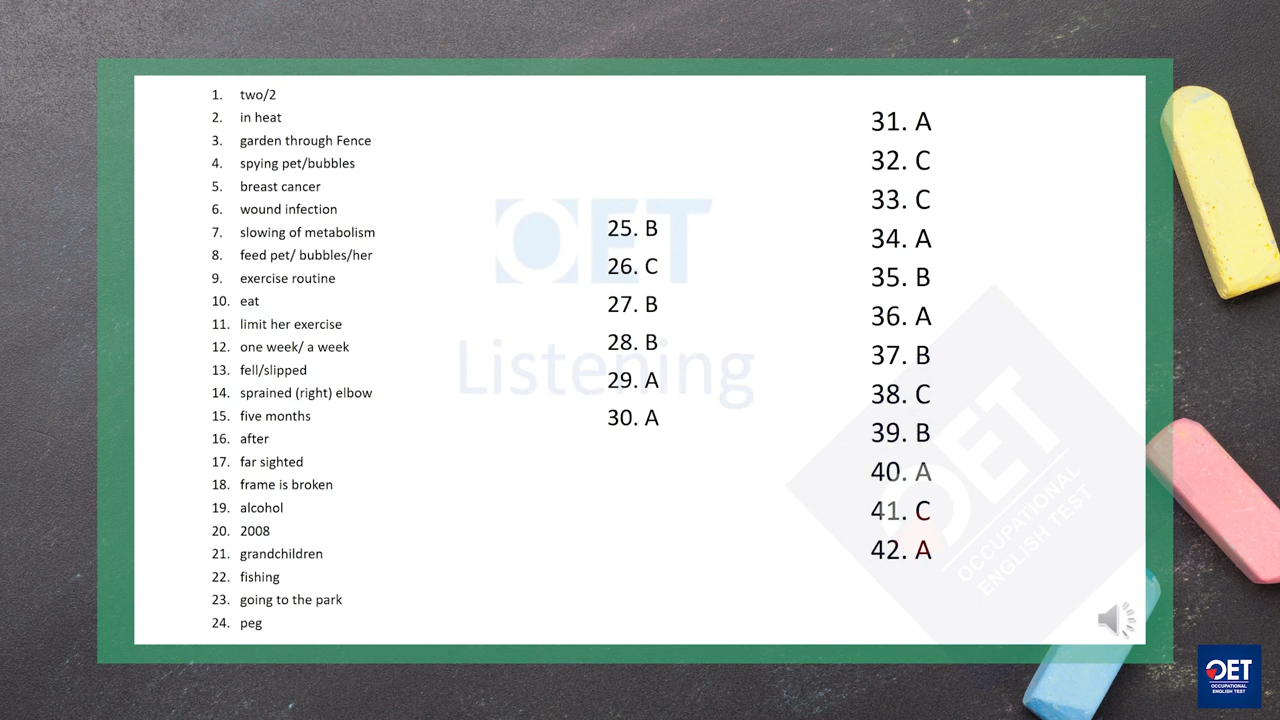 1. two/2
2. in heat
3. garden through Fence
4. spying pet/bubbles
5. breast cancer
6. wound infection
7. slowing of metabolism
8. feed pet/ bubbles/her
9. exercise routine
10. eat
11. limit her exercise
12. one week/ a week
13. fell/slipped
14. sprained (right) elbow
15. five months
16. after
17. far sighted
18. frame is broken
19. alcohol
20. 2008
21. grandchildren
22. fishing
23. going to the park
24. peg
OET
Listening
25. B
26. C
27. B
28. B
29. A
30. A
31. A
32. C
33. C
34. A
35. B
36. A
37. B
38. C
39. B
40. A
41. C
42. A
OET
OCCUPATIONAL
ENGLISH TEST
OET
OCCUPATIONAL
ENGLISH TEST